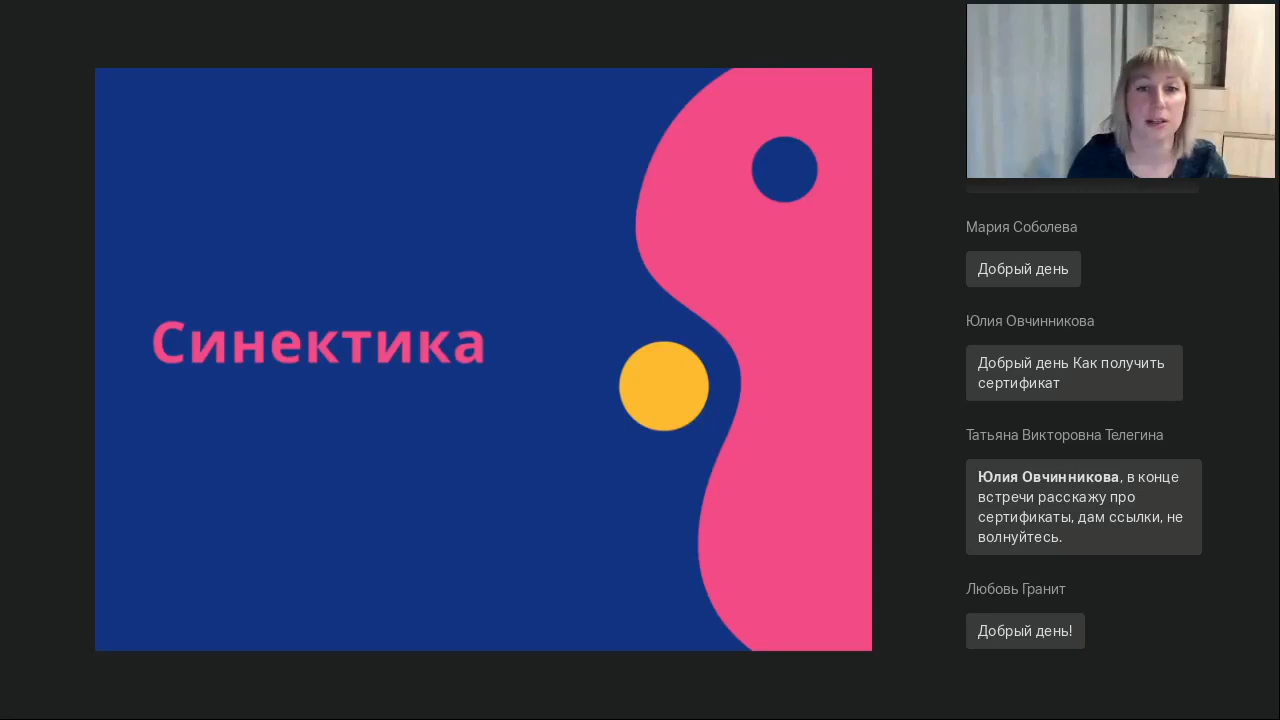 Синектика
Мария Соболева
Добрый день
Юлия Овчинникова
Добрый день Как получить
сертификат
Татьяна Викторовна Телегина
Юлия Овчинникова, в конце
встречи расскажу про
сертификаты, дам ссылки, не
волнуйтесь.
Любовь Гранит
Добрый день!